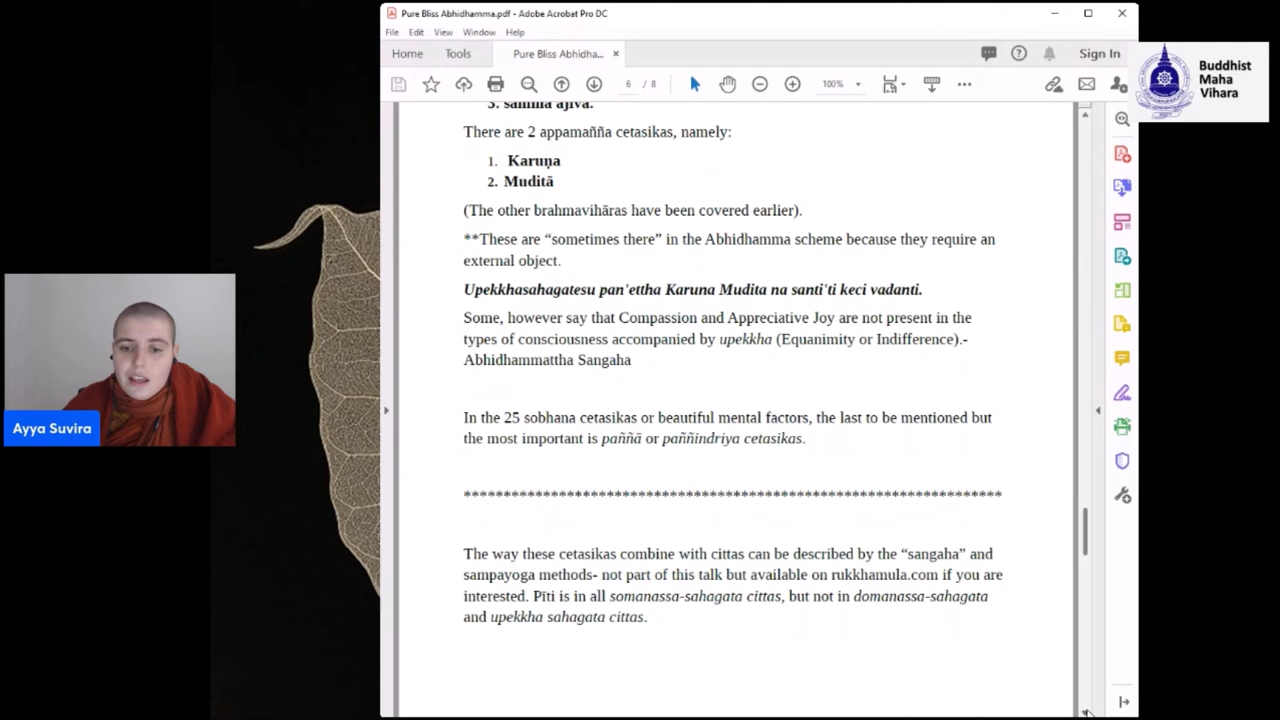 Pure Bliss Abhidhamma.pdf - Adobe Acrobat Pro DC
File Edit View Window Help
Home Tools Pure Bliss Abhidha... × Sign In
6 / 8 100%
Buddhist
Maha
Vihara
3. sammā ājīva.
There are 2 appamañña cetasikas, namely:
1. Karuṇa
2. Muditā
(The other brahmavihāras have been covered earlier).
**These are “sometimes there” in the Abhidhamma scheme because they require an
external object.
Upekkhasahagatesu pan'ettha Karuna Mudita na santi'ti keci vadanti.
Some, however say that Compassion and Appreciative Joy are not present in the
types of consciousness accompanied by upekkha (Equanimity or Indifference).-
Abhidhammattha Sangaha
Ayya Suvira
In the 25 sobhana cetasikas or beautiful mental factors, the last to be mentioned but
the most important is paññā or paññindriya cetasikas.
********************************************************************
The way these cetasikas combine with cittas can be described by the “sangaha” and
sampayoga methods- not part of this talk but available on rukkhamula.com if you are
interested. Pīti is in all somanassa-sahagata cittas, but not in domanassa-sahagata
and upekkha sahagata cittas.